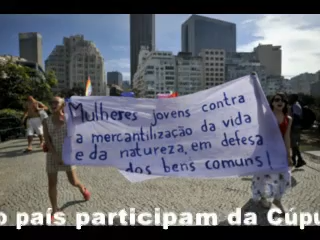 Mulheres jovens contra
a mercantilização da vida
e da natureza, em defesa
dos bens comuns!
o país participam da Cúpu